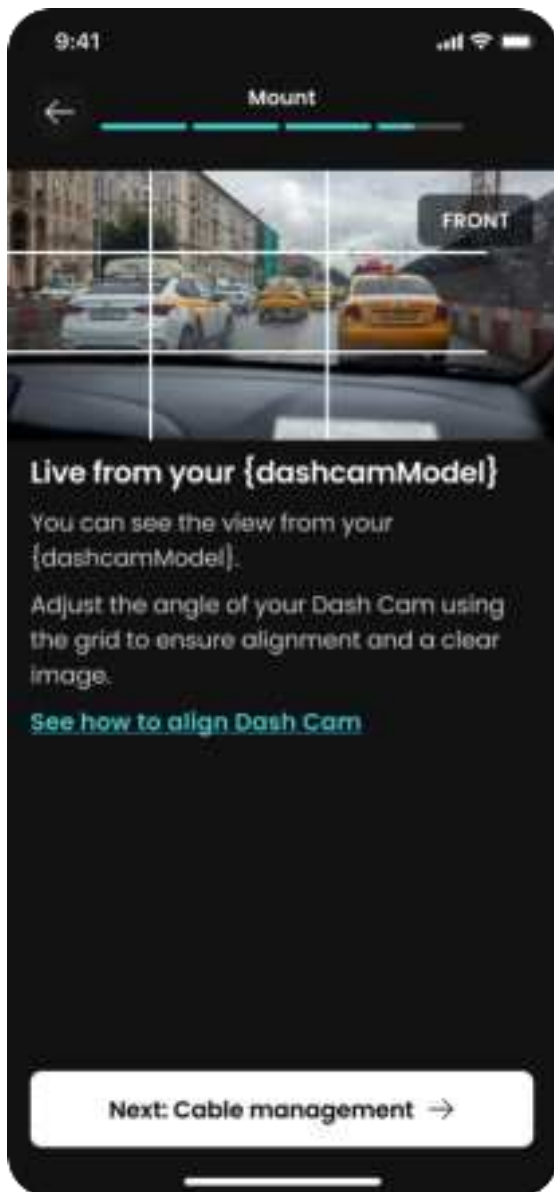 9:41
Mount
FRONT
Live from your {dashcamModel}
You can see the view from your
{dashcamModel}.
Adjust the angle of your Dash Cam using
the grid to ensure alignment and a clear
image.
See how to align Dash Cam
Next: Cable management →